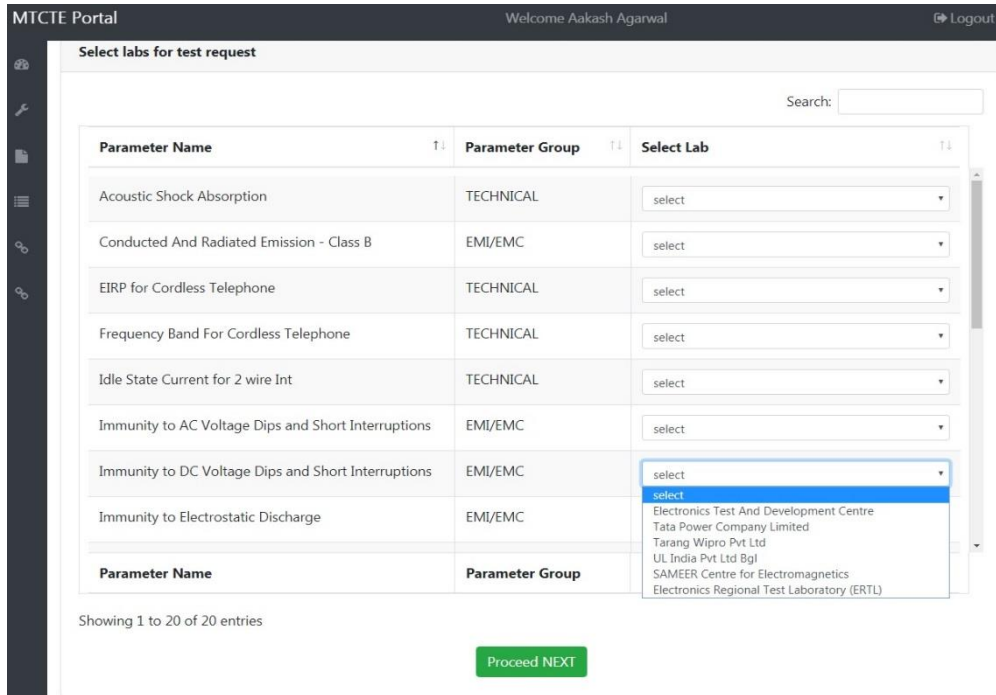 MTCTE Portal Welcome Aakash Agarwal Logout
Select labs for test request
Search:
Parameter Name Parameter Group Select Lab
Acoustic Shock Absorption TECHNICAL select
Conducted And Radiated Emission - Class B EMI/EMC select
EIRP for Cordless Telephone TECHNICAL select
Frequency Band For Cordless Telephone TECHNICAL select
Idle State Current for 2 wire Int TECHNICAL select
Immunity to AC Voltage Dips and Short Interruptions EMI/EMC select
Immunity to DC Voltage Dips and Short Interruptions EMI/EMC select
select
Electronics Test And Development Centre
Immunity to Electrostatic Discharge EMI/EMC
Tata Power Company Limited
Tarang Wipro Pvt Ltd
UL India Pvt Ltd Bgl
Parameter Name Parameter Group
SAMEER Centre for Electromagnetics
Electronics Regional Test Laboratory (ERTL)
Showing 1 to 20 of 20 entries
Proceed NEXT